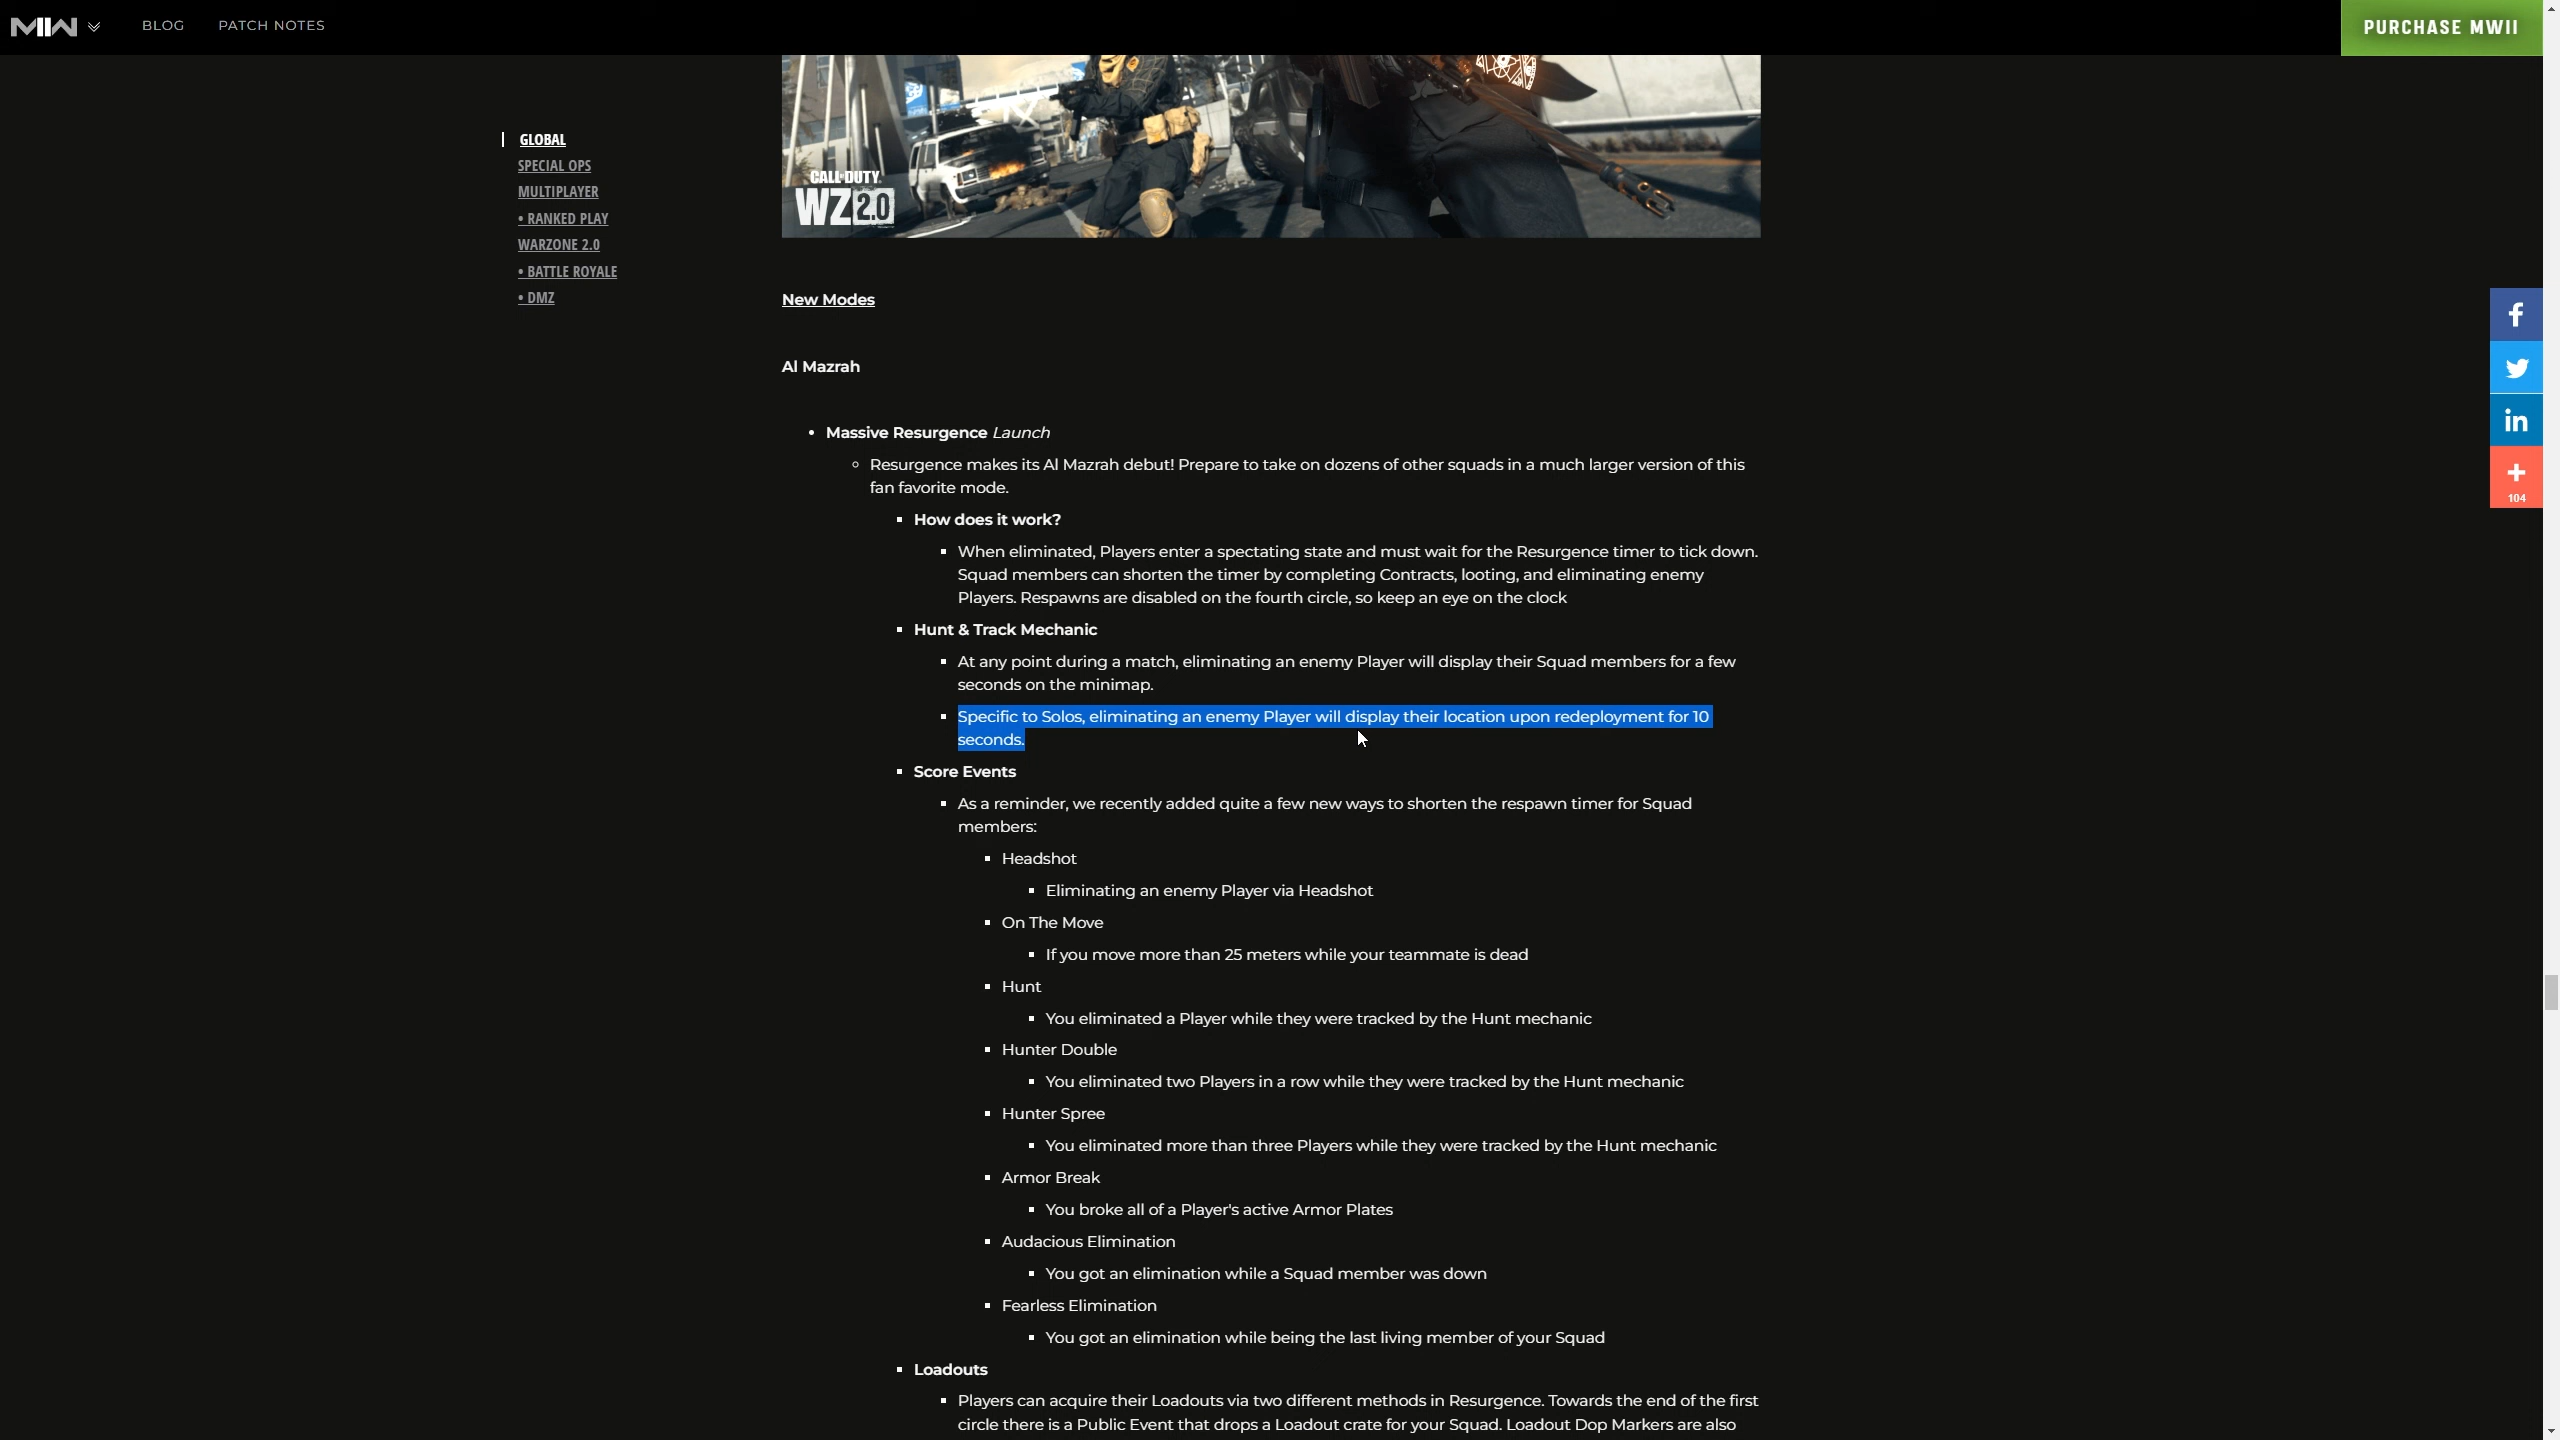 MWII BLOG PATCH NOTES PURCHASE MWII
GLOBAL
SPECIAL OPS
MULTIPLAYER
• RANKED PLAY
WARZONE 2.0
• BATTLE ROYALE
• DMZ
CALL OF DUTY
WZ 2.0
New Modes
Al Mazrah
• Massive Resurgence Launch
Resurgence makes its Al Mazrah debut! Prepare to take on dozens of other squads in a much larger version of this
fan favorite mode.
How does it work?
When eliminated, Players enter a spectating state and must wait for the Resurgence timer to tick down.
Squad members can shorten the timer by completing Contracts, looting, and eliminating enemy
Players. Respawns are disabled on the fourth circle, so keep an eye on the clock
Hunt & Track Mechanic
At any point during a match, eliminating an enemy Player will display their Squad members for a few
seconds on the minimap.
Specific to Solos, eliminating an enemy Player will display their location upon redeployment for 10
seconds.
Score Events
As a reminder, we recently added quite a few new ways to shorten the respawn timer for Squad
members:
Headshot
Eliminating an enemy Player via Headshot
On The Move
If you move more than 25 meters while your teammate is dead
Hunt
You eliminated a Player while they were tracked by the Hunt mechanic
Hunter Double
You eliminated two Players in a row while they were tracked by the Hunt mechanic
Hunter Spree
You eliminated more than three Players while they were tracked by the Hunt mechanic
Armor Break
You broke all of a Player's active Armor Plates
Audacious Elimination
You got an elimination while a Squad member was down
Fearless Elimination
You got an elimination while being the last living member of your Squad
Loadouts
Players can acquire their Loadouts via two different methods in Resurgence. Towards the end of the first
circle there is a Public Event that drops a Loadout crate for your Squad. Loadout Dop Markers are also
104